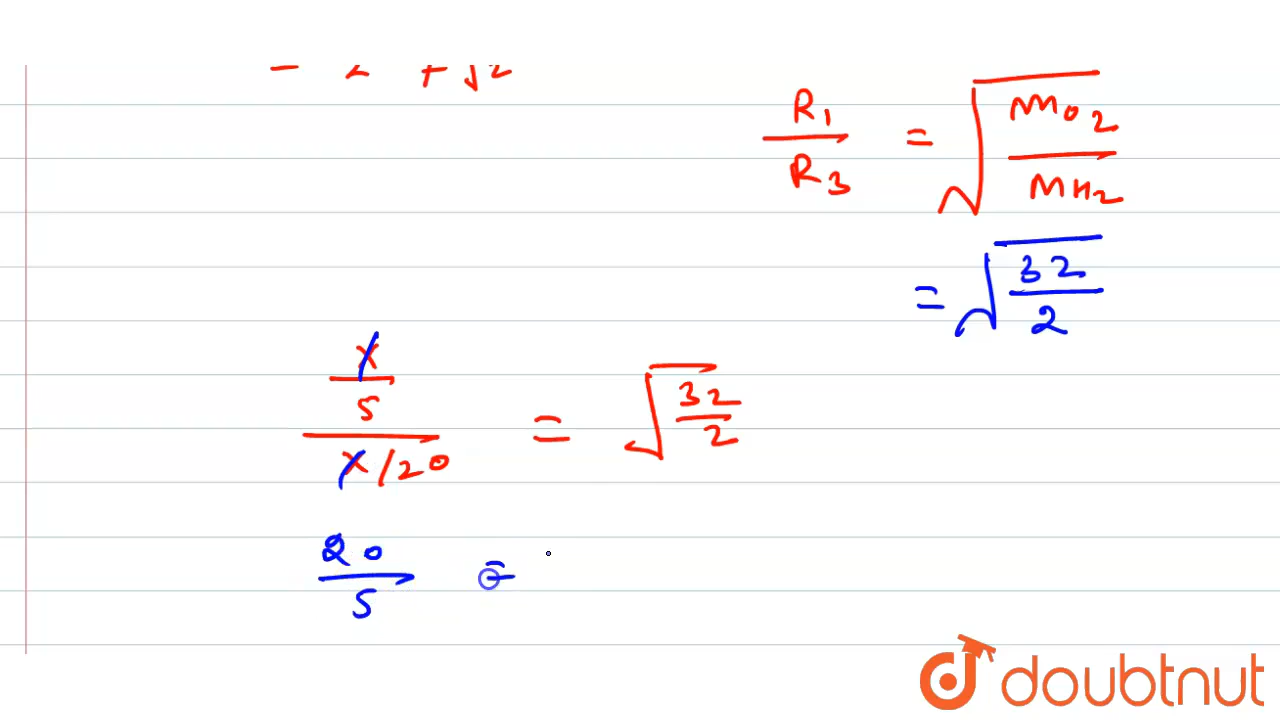 R1/R3 = √(MO2/MH2)
= √(32/2)
(x/5)/(x/20) = √(32/2)
20/5 =
doubtnut